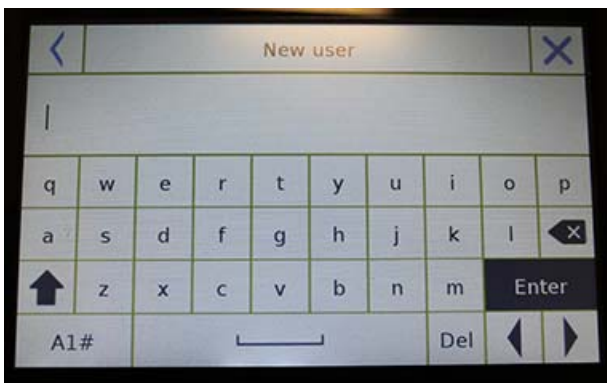 New user
q w e r t y u i o p
a s d f g h j k l
z x c v b n m Enter
A1# Del